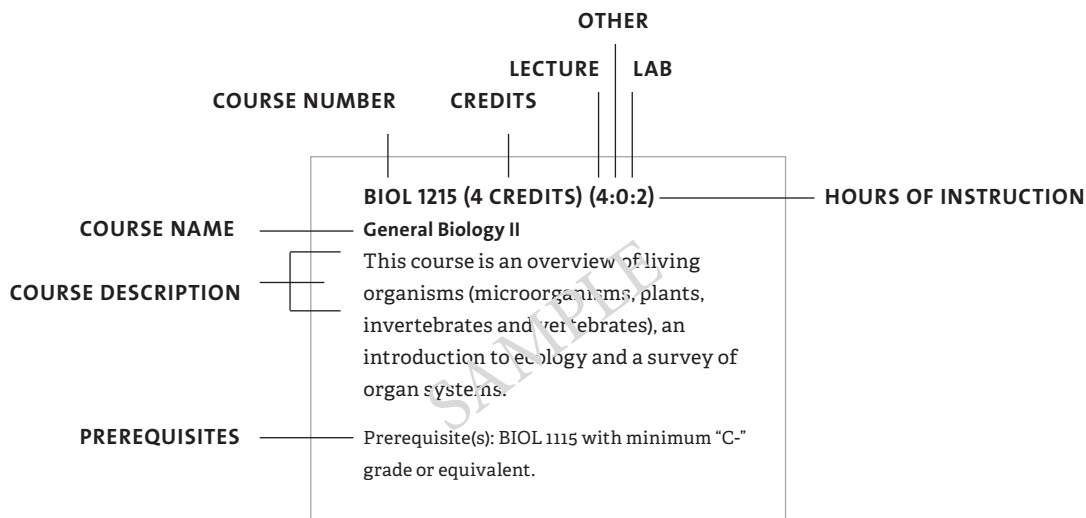 OTHER
LECTURE LAB
COURSE NUMBER CREDITS
BIOL 1215 (4 CREDITS) (4:0:2) HOURS OF INSTRUCTION
COURSE NAME General Biology II
This course is an overview of living
COURSE DESCRIPTION organisms (microorganisms, plants,
invertebrates and vertebrates), an
introduction to ecology and a survey of
organ systems.
SAMPLE
PREREQUISITES Prerequisite(s): BIOL 1115 with minimum “C-”
grade or equivalent.